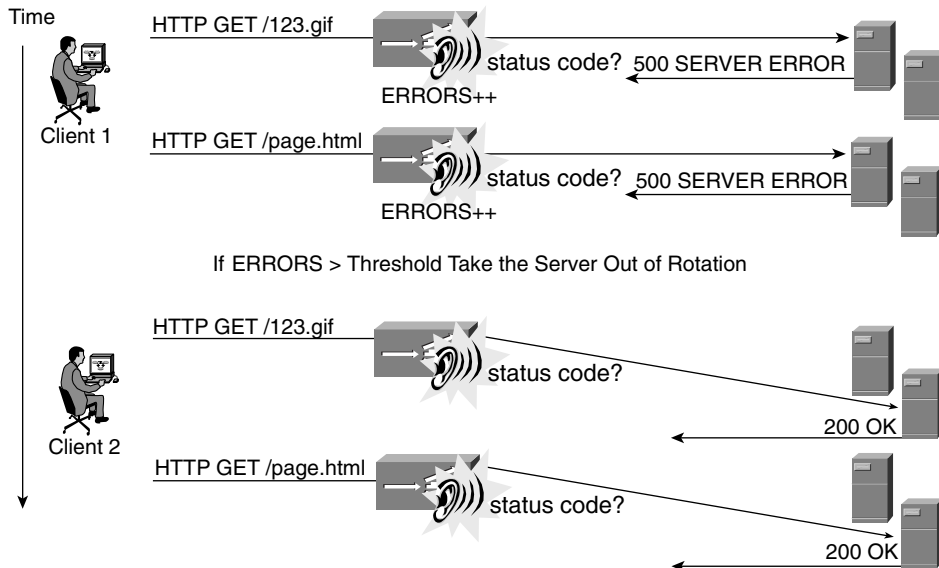 Time
HTTP GET /123.gif
status code?
500 SERVER ERROR
ERRORS++
Client 1
HTTP GET /page.html
status code?
500 SERVER ERROR
ERRORS++
If ERRORS > Threshold Take the Server Out of Rotation
HTTP GET /123.gif
status code?
200 OK
Client 2
HTTP GET /page.html
status code?
200 OK